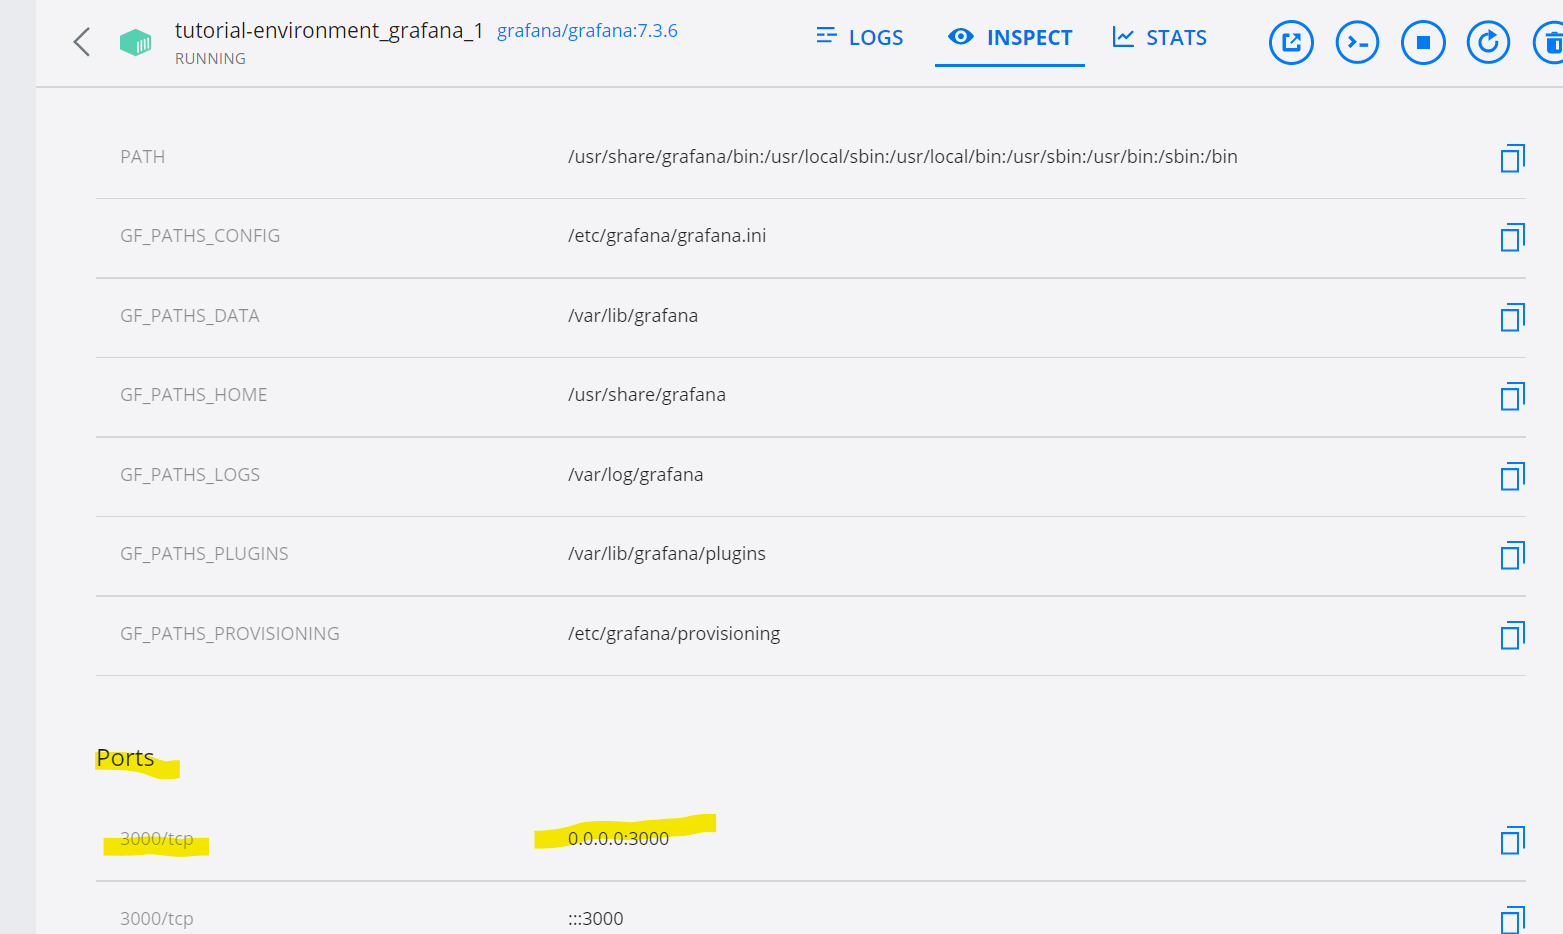 tutorial-environment_grafana_1 grafana/grafana:7.3.6
RUNNING
LOGS INSPECT STATS
PATH /usr/share/grafana/bin:/usr/local/sbin:/usr/local/bin:/usr/sbin:/usr/bin:/sbin:/bin
GF_PATHS_CONFIG /etc/grafana/grafana.ini
GF_PATHS_DATA /var/lib/grafana
GF_PATHS_HOME /usr/share/grafana
GF_PATHS_LOGS /var/log/grafana
GF_PATHS_PLUGINS /var/lib/grafana/plugins
GF_PATHS_PROVISIONING /etc/grafana/provisioning
Ports
3000/tcp 0.0.0.0:3000
3000/tcp :::3000